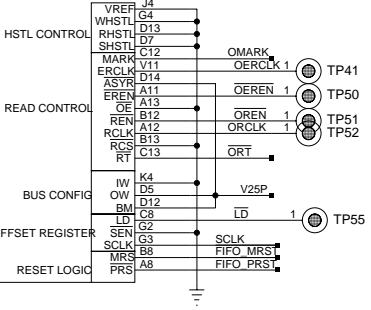 VREF J4
WHSTL G4
HSTL CONTROL RHSTL D13
SHSTL D7
MARK C12 OMARK
ERCLK V11 OERCLK 1 TP41
ASYR D14
EREN A11 OEREN 1 TP50
READ CONTROL OE A13
REN B12 OREN 1 TP51
RCLK A12 ORCLK 1 TP52
RCS B13
RT C13 ORT
IW K4
BUS CONFIG OW D5 V25P
BM D12
LD C8 LD 1 TP55
FFSET REGISTER SEN G2
SCLK G3 SCLK
MRS B8 FIFO_MRST
RESET LOGIC PRS A8 FIFO_PRST